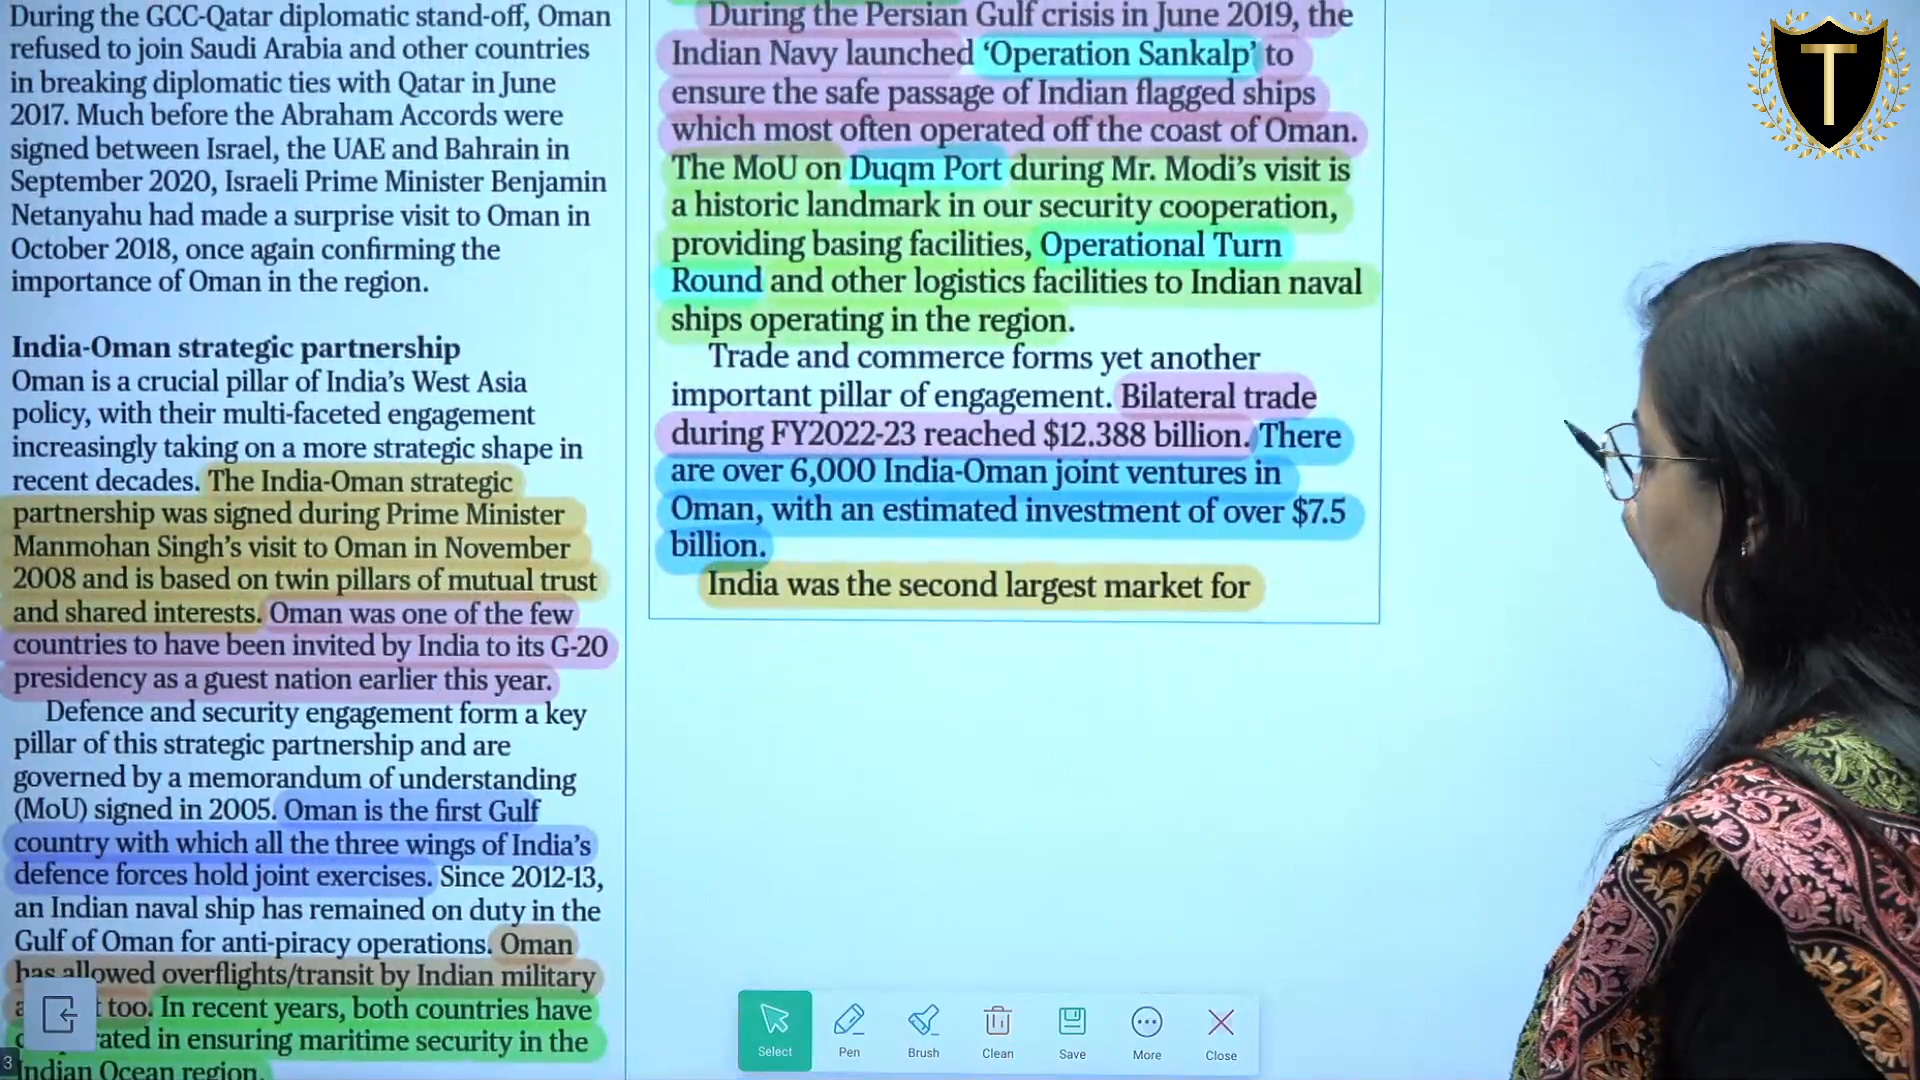 During the GCC-Qatar diplomatic stand-off, Oman
refused to join Saudi Arabia and other countries
in breaking diplomatic ties with Qatar in June
2017. Much before the Abraham Accords were
signed between Israel, the UAE and Bahrain in
September 2020, Israeli Prime Minister Benjamin
Netanyahu had made a surprise visit to Oman in
October 2018, once again confirming the
importance of Oman in the region.
India-Oman strategic partnership
Oman is a crucial pillar of India's West Asia
policy, with their multi-faceted engagement
increasingly taking on a more strategic shape in
recent decades. The India-Oman strategic
partnership was signed during Prime Minister
Manmohan Singh's visit to Oman in November
2008 and is based on twin pillars of mutual trust
and shared interests. Oman was one of the few
countries to have been invited by India to its G-20
presidency as a guest nation earlier this year.
Defence and security engagement form a key
pillar of this strategic partnership and are
governed by a memorandum of understanding
(MoU) signed in 2005. Oman is the first Gulf
country with which all the three wings of India's
defence forces hold joint exercises. Since 2012-13,
an Indian naval ship has remained on duty in the
Gulf of Oman for anti-piracy operations. Oman
has allowed overflights/transit by Indian military
too. In recent years, both countries have
in ensuring maritime security in the
Indian Ocean region.
During the Persian Gulf crisis in June 2019, the
Indian Navy launched 'Operation Sankalp' to
ensure the safe passage of Indian flagged ships
which most often operated off the coast of Oman.
The MoU on Duqm Port during Mr. Modi's visit is
a historic landmark in our security cooperation,
providing basing facilities, Operational Turn
Round and other logistics facilities to Indian naval
ships operating in the region.
Trade and commerce forms yet another
important pillar of engagement. Bilateral trade
during FY2022-23 reached $12.388 billion. There
are over 6,000 India-Oman joint ventures in
Oman, with an estimated investment of over $7.5
billion.
India was the second largest market for
T
3
Select Pen Brush Clean Save More Close